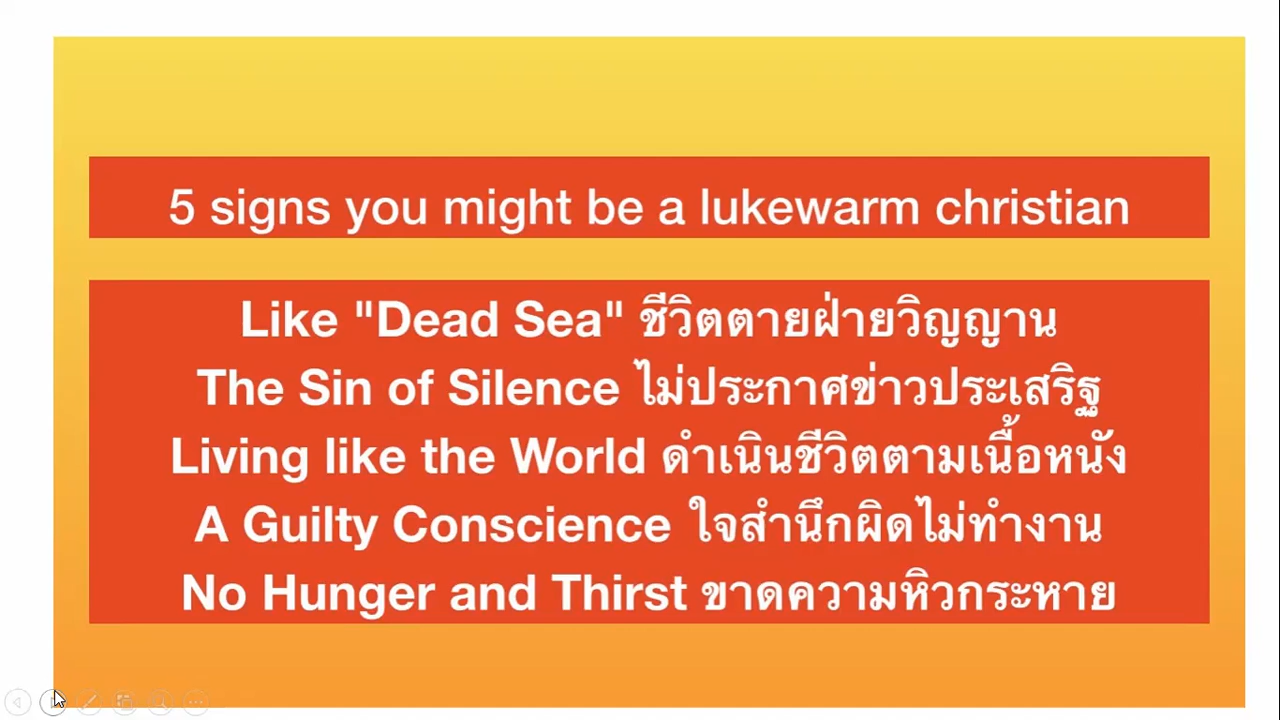 5 signs you might be a lukewarm christian
Like "Dead Sea" ชีวิตตายฝ่ายวิญญาน
The Sin of Silence ไม่ประกาศข่าวประเสริฐ
Living like the World ดำเนินชีวิตตามเนื้อหนัง
A Guilty Conscience ใจสำนึกผิดไม่ทำงาน
No Hunger and Thirst ขาดความหิวกระหาย